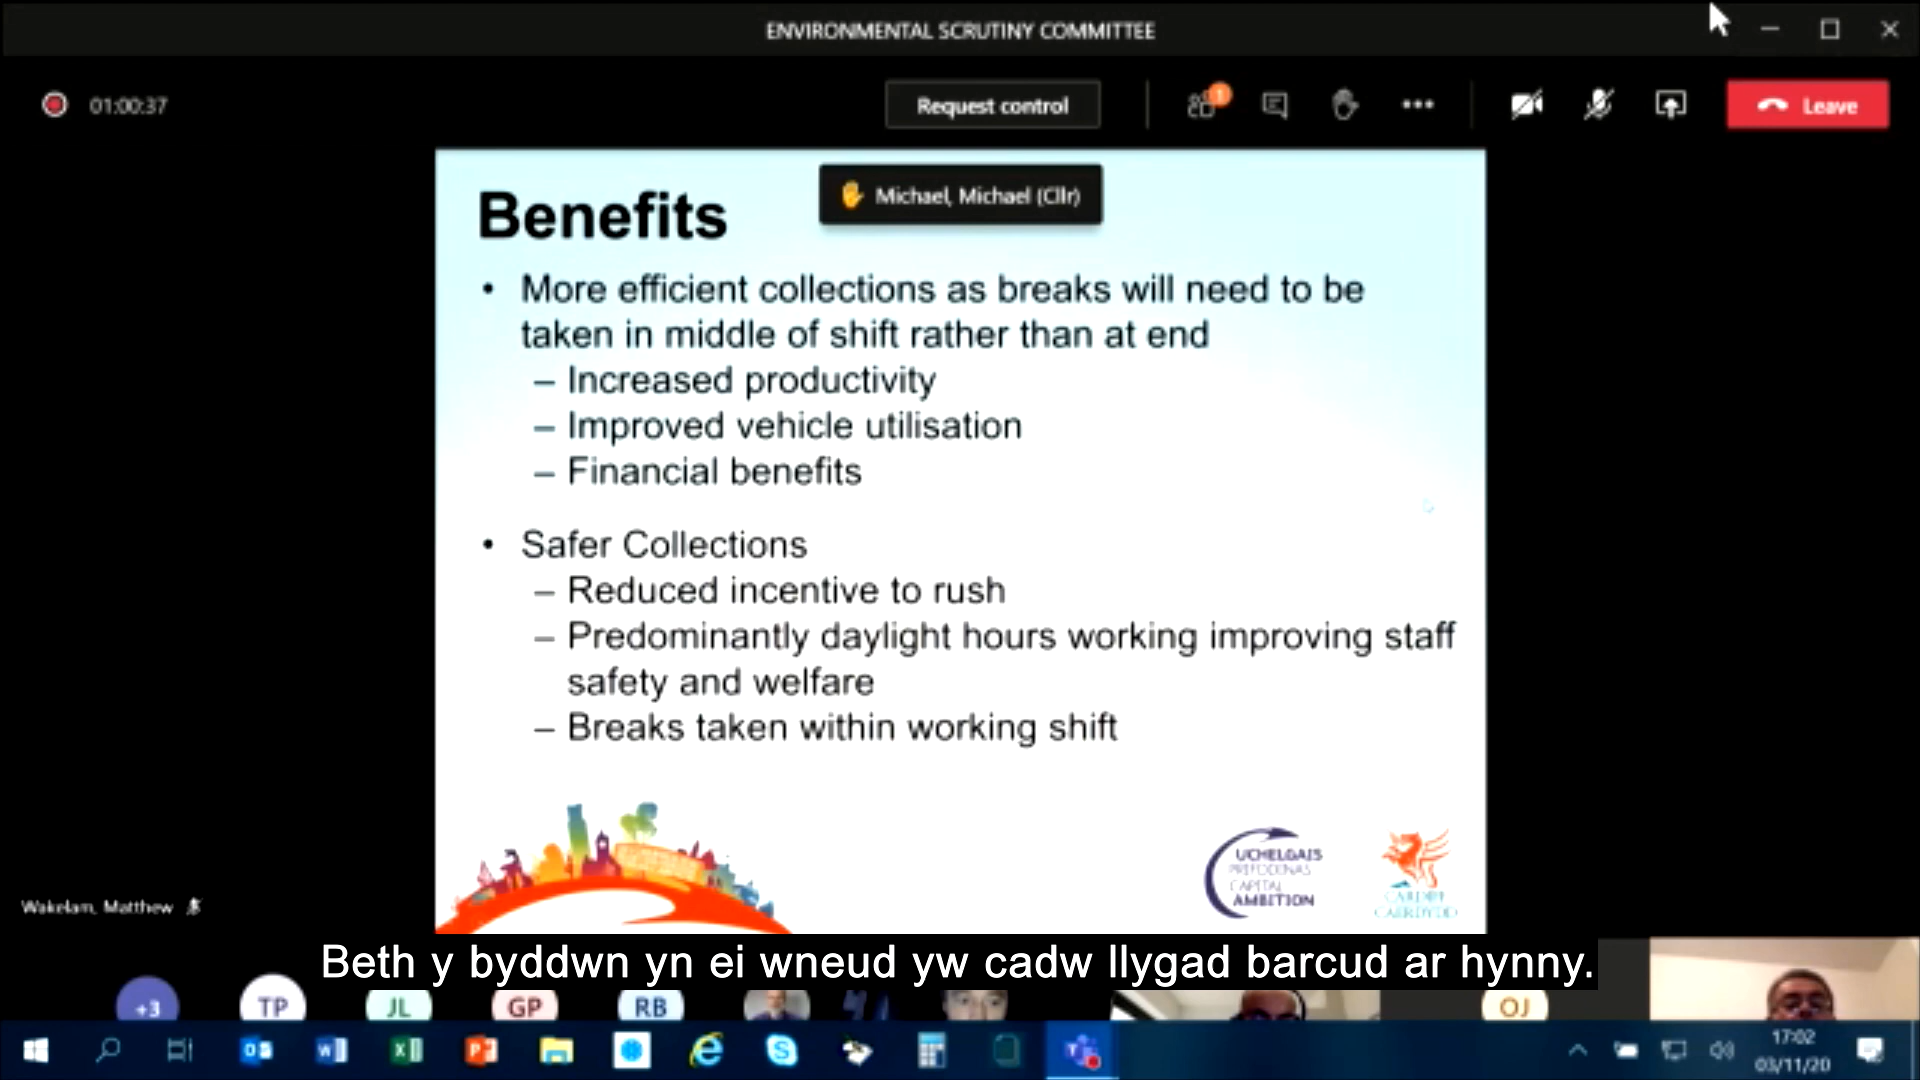 ENVIRONMENTAL SCRUTINY COMMITTEE
01:00:37
Request control
1
Leave
Michael, Michael (Cllr)
Benefits
• More efficient collections as breaks will need to be
taken in middle of shift rather than at end
– Increased productivity
– Improved vehicle utilisation
– Financial benefits
• Safer Collections
– Reduced incentive to rush
– Predominantly daylight hours working improving staff
safety and welfare
– Breaks taken within working shift
UCHELGAIS
PRIFDDINAS
CAPITAL
AMBITION
CARDIFF
CAERDYDD
Wakelam, Matthew
Beth y byddwn yn ei wneud yw cadw llygad barcud ar hynny.
+3
TP
JL
GP
RB
OJ
17:02
03/11/20